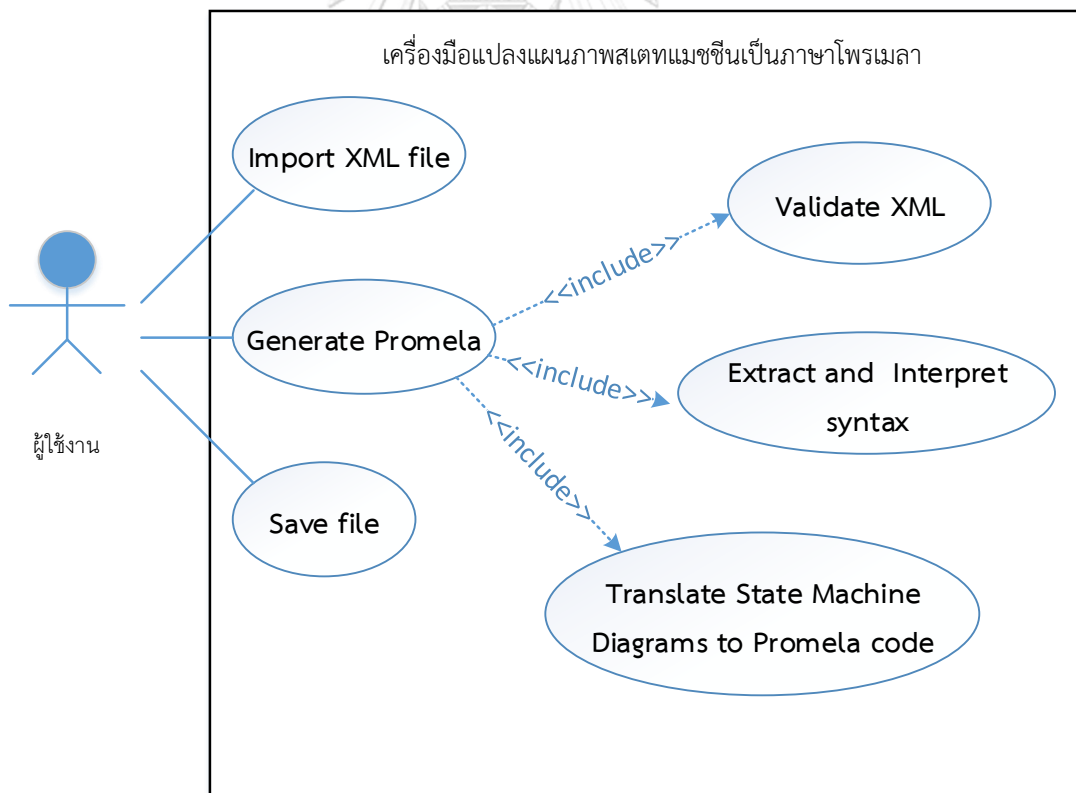 เครื่องมือแปลงแผนภาพสเตทแมชชีนเป็นภาษาโพรเมลา
Import XML file
Validate XML
<<include>>
Generate Promela
<<include>>
Extract and Interpret
syntax
<<include>>
ผู้ใช้งาน
Save file
Translate State Machine
Diagrams to Promela code